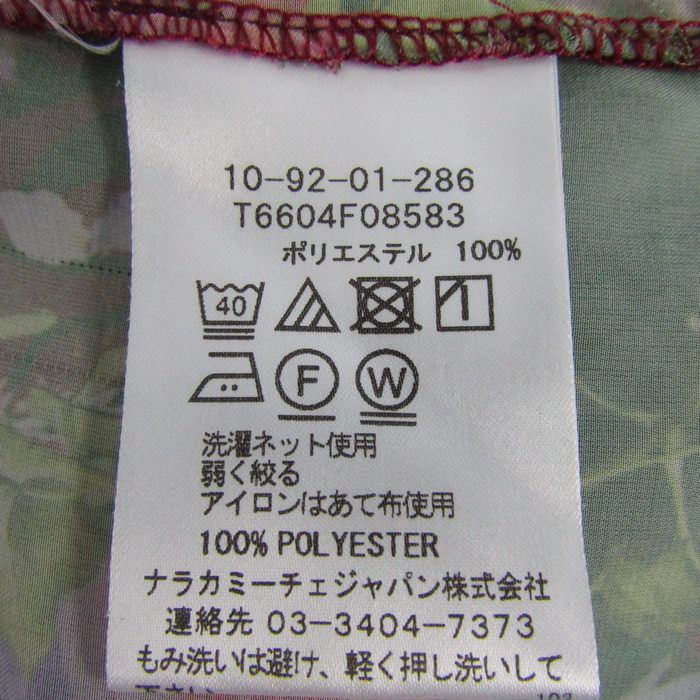 10-92-01-286
T6604F08583
ポリエステル 100%
40
F W
洗濯ネット使用
弱く絞る
アイロンはあて布使用
100% POLYESTER
ナラカミーチェジャパン株式会社
連絡先 03-3404-7373
もみ洗いは避け、軽く押し洗いして